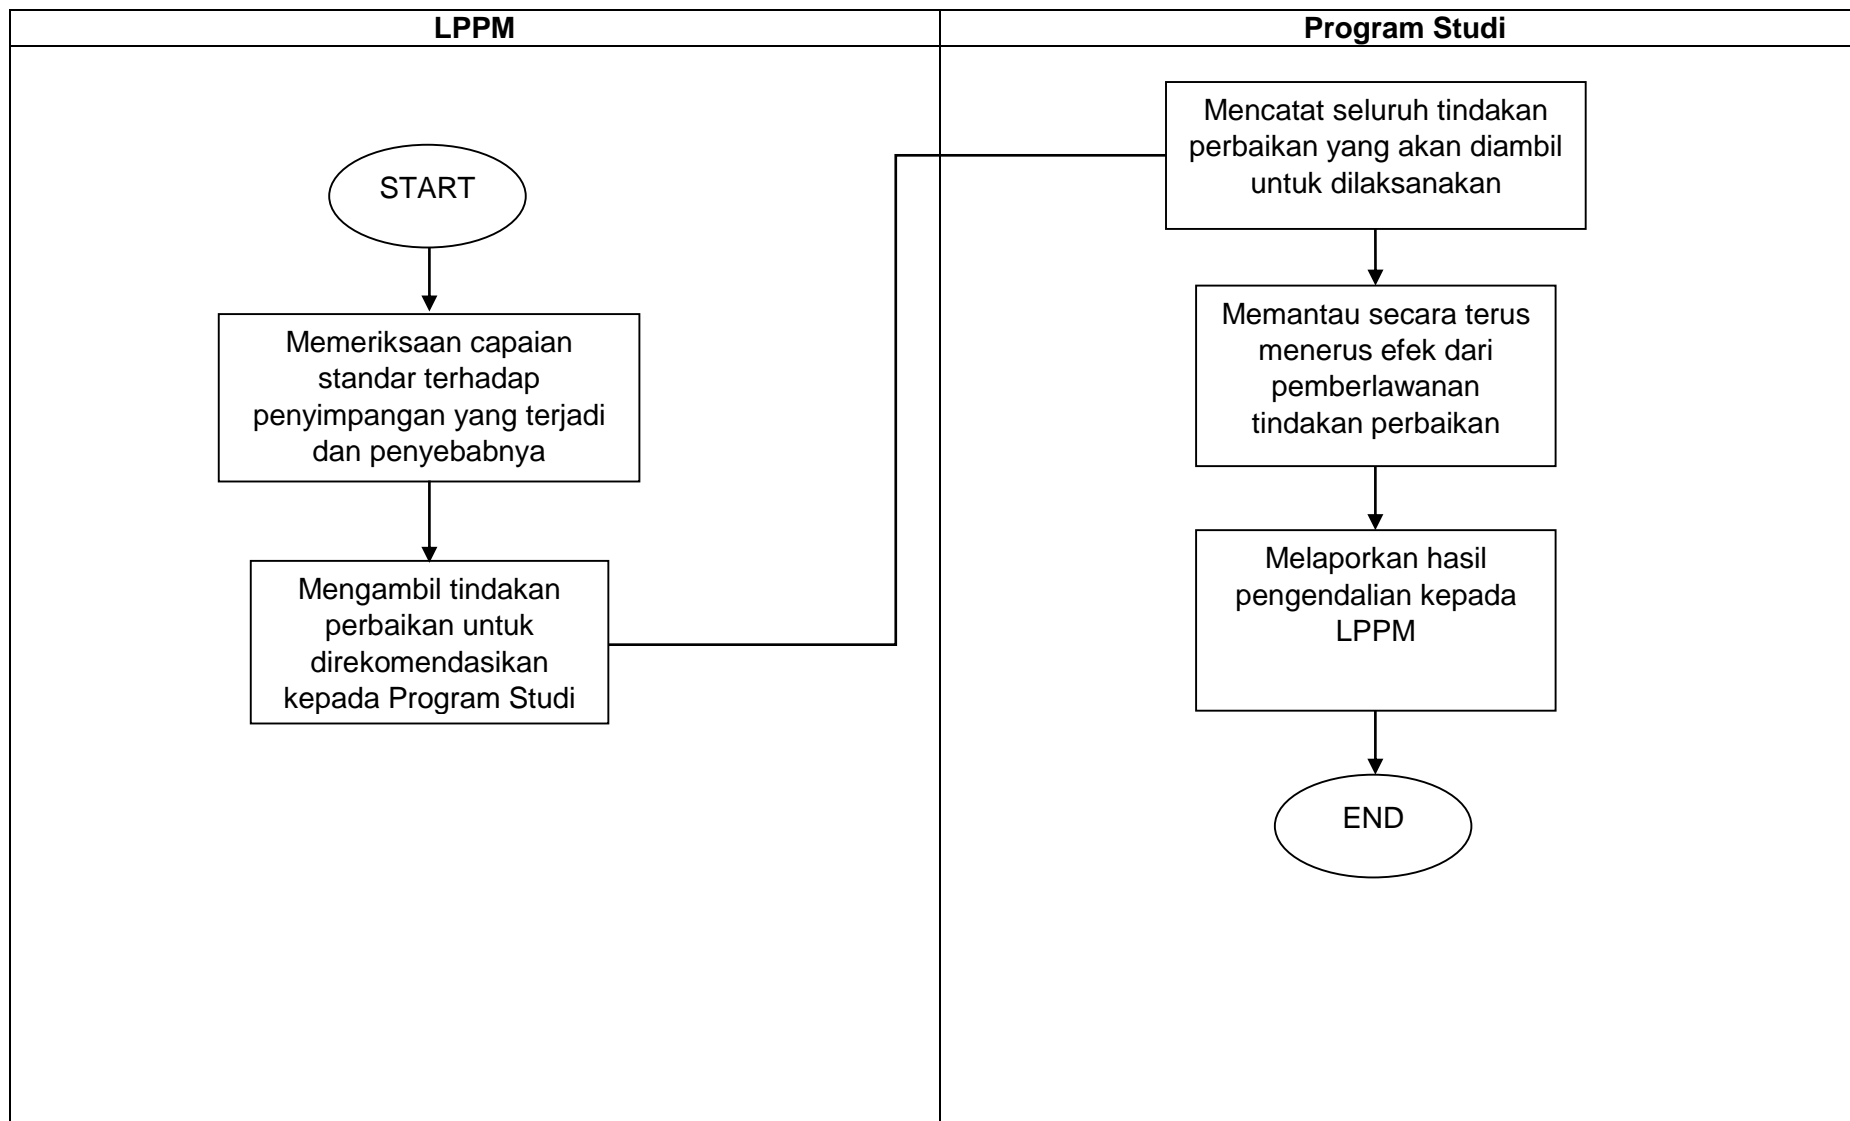 LPPM
Program Studi
START
Memeriksaan capaian
standar terhadap
penyimpangan yang terjadi
dan penyebabnya
Mengambil tindakan
perbaikan untuk
direkomendasikan
kepada Program Studi
Mencatat seluruh tindakan
perbaikan yang akan diambil
untuk dilaksanakan
Memantau secara terus
menerus efek dari
pemberlawanan
tindakan perbaikan
Melaporkan hasil
pengendalian kepada
LPPM
END